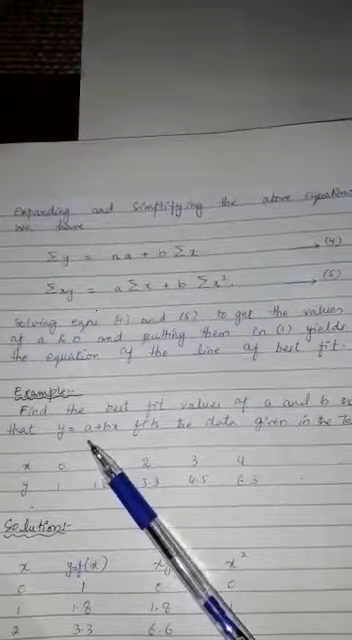 Expanding and simplifying the above equations
we have
Σy = na + b Σx → (4)
Σxy = a Σx + b Σx². → (5)
Solving eqns (4) and (5) to get the values
of a & b and putting them in (1) yields
the equation of the line of best fit.
Example:-
Find the best fit values of a and b so
that y = a+bx fits the data given in the
x 0 2 3 4
y 1 3.3 4.5 6.3
Solution:-
x y=f(x) xy x²
0 1 0 0
1 1.8 1.8
2 3.3 6.6